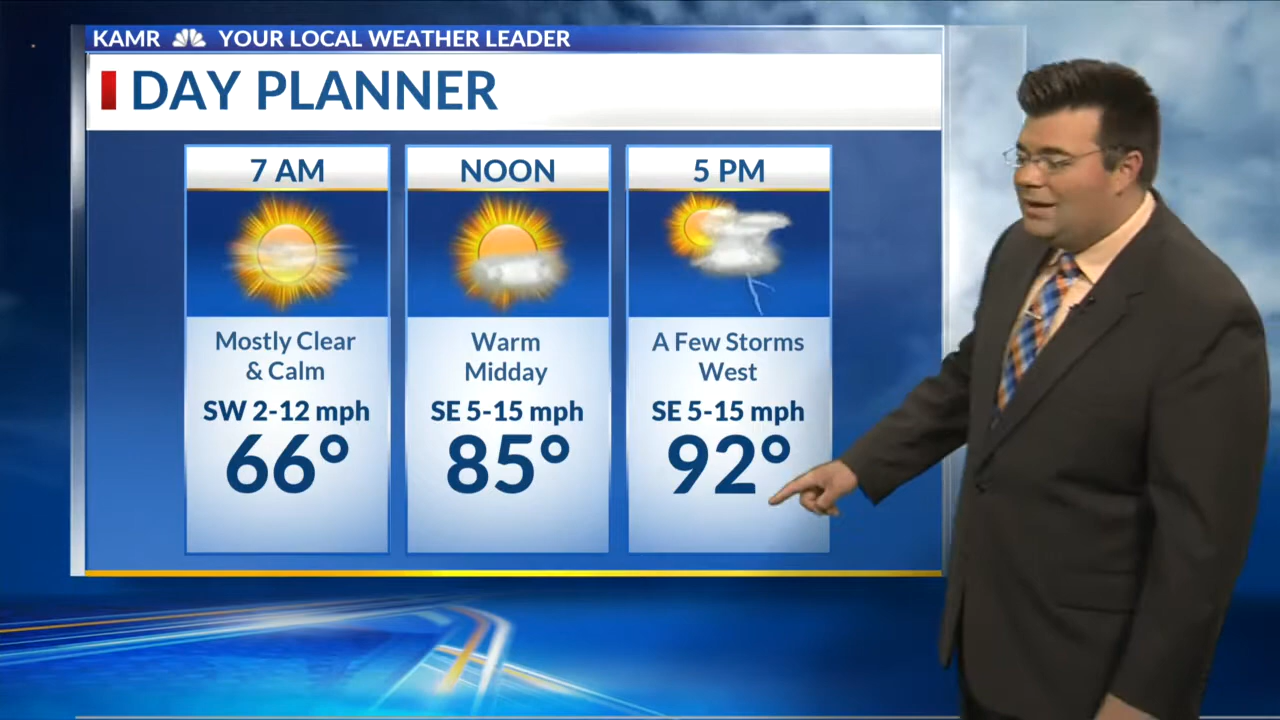 KAMR YOUR LOCAL WEATHER LEADER
DAY PLANNER
7 AM
Mostly Clear
& Calm
SW 2-12 mph
66°
NOON
Warm
Midday
SE 5-15 mph
85°
5 PM
A Few Storms
West
SE 5-15 mph
92°